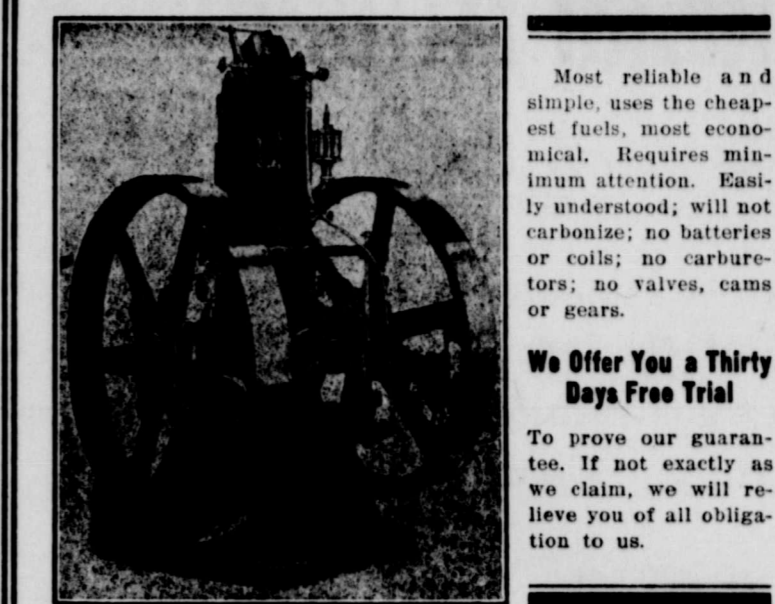 Most reliable and
simple, uses the cheap-
est fuels, most econo-
mical. Requires min-
imum attention. Easi-
ly understood; will not
carbonize; no batteries
or coils; no carbure-
tors; no valves, cams
or gears.
We Offer You a Thirty
Days Free Trial
To prove our guaran-
tee. If not exactly as
we claim, we will re-
lieve you of all obliga-
tion to us.